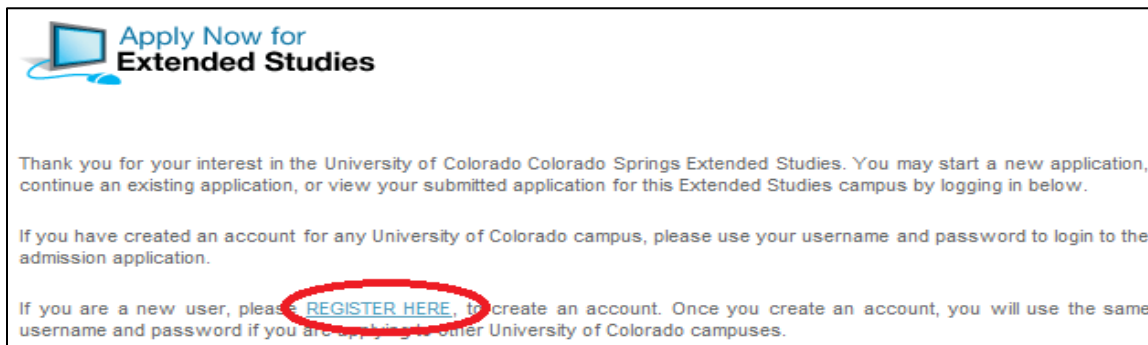 Apply Now for
Extended Studies
Thank you for your interest in the University of Colorado Colorado Springs Extended Studies. You may start a new application,
continue an existing application, or view your submitted application for this Extended Studies campus by logging in below.
If you have created an account for any University of Colorado campus, please use your username and password to login to the
admission application.
If you are a new user, please REGISTER HERE, to create an account. Once you create an account, you will use the same
username and password if you are applying to other University of Colorado campuses.